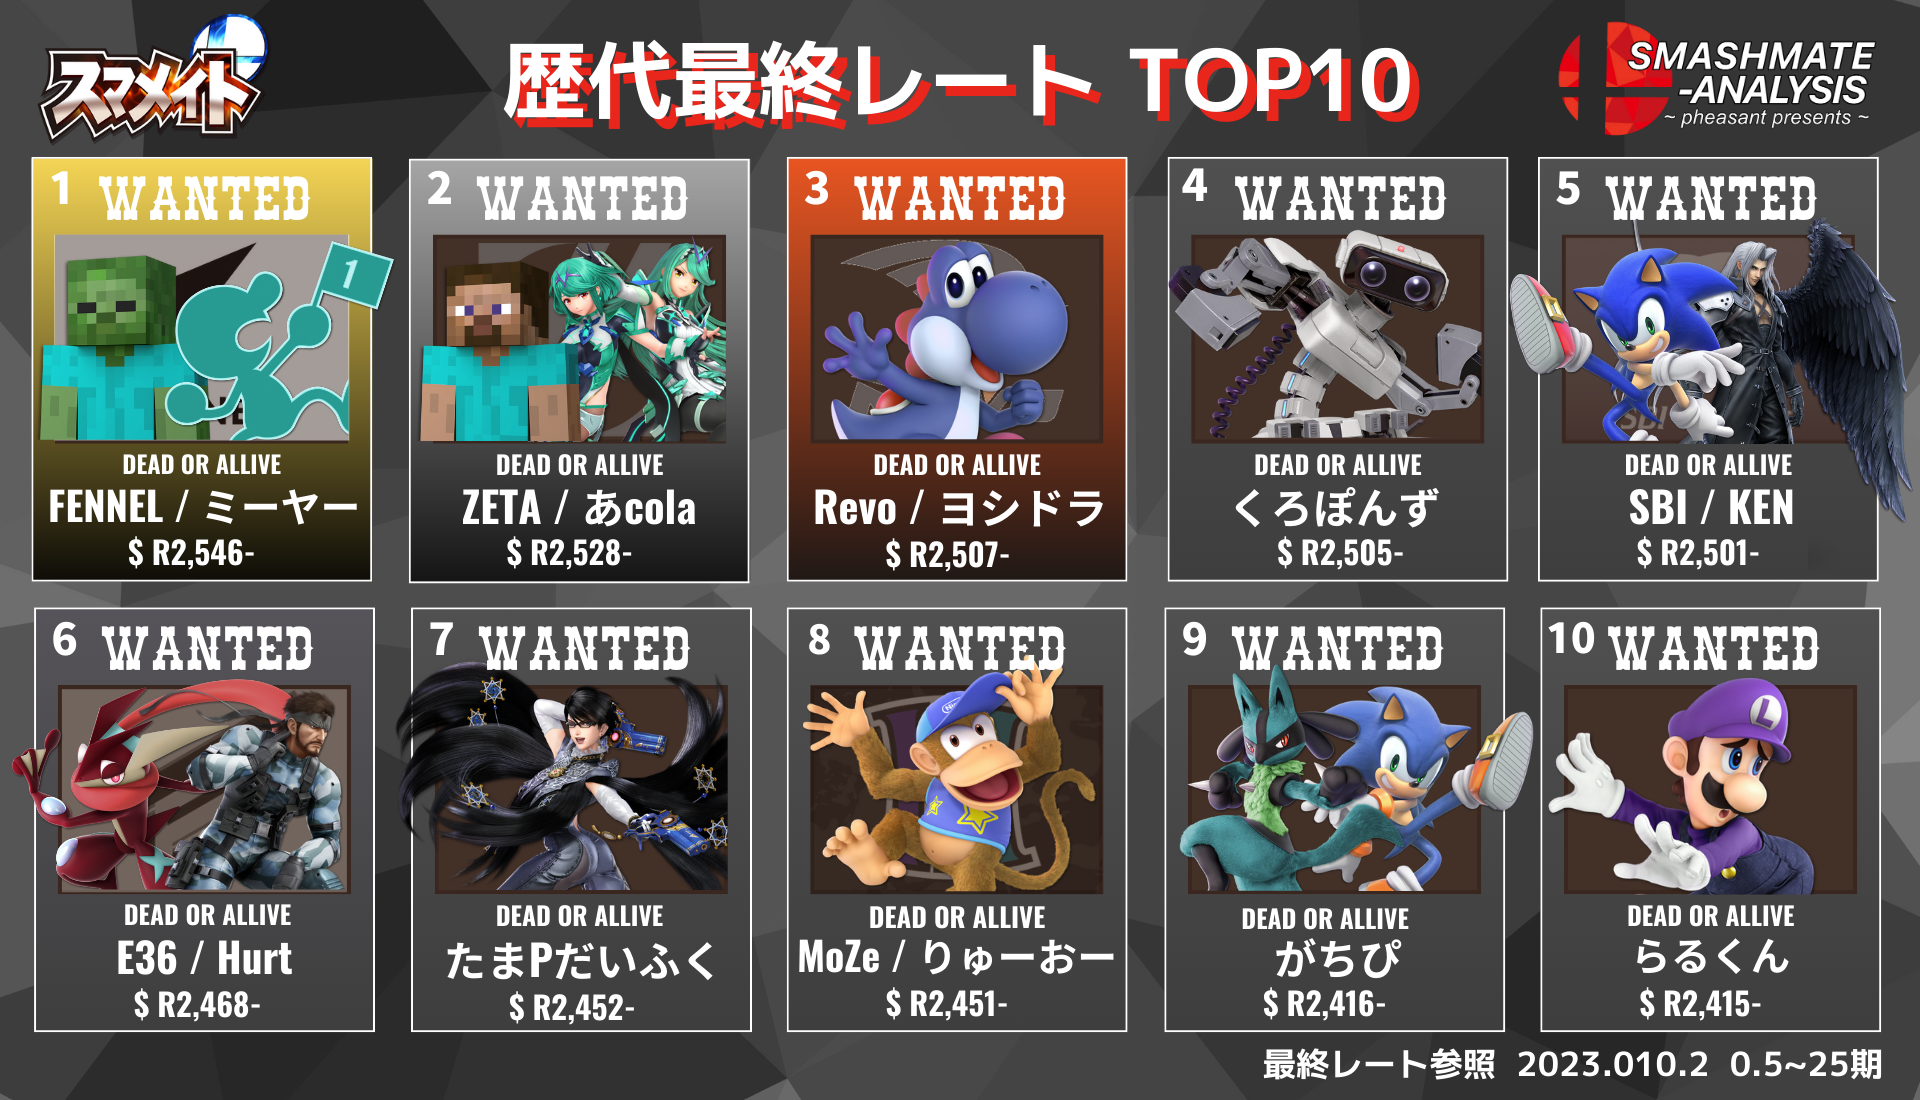 スマメイト
歴代最終レート TOP10
SMASHMATE
-ANALYSIS
~ pheasant presents ~
1 WANTED
1
DEAD OR ALLIVE
FENNEL / ミーヤー
$ R2,546-
2 WANTED
DEAD OR ALLIVE
ZETA / あcola
$ R2,528-
3 WANTED
DEAD OR ALLIVE
Revo / ヨシドラ
$ R2,507-
4 WANTED
DEAD OR ALLIVE
くろぽんず
$ R2,505-
5 WANTED
SBI
DEAD OR ALLIVE
SBI / KEN
$ R2,501-
6 WANTED
DEAD OR ALLIVE
E36 / Hurt
$ R2,468-
7 WANTED
DEAD OR ALLIVE
たまPだいふく
$ R2,452-
8 WANTED
DEAD OR ALLIVE
MoZe / りゅーおー
$ R2,451-
9 WANTED
DEAD OR ALLIVE
がちぴ
$ R2,416-
10 WANTED
L
DEAD OR ALLIVE
らるくん
$ R2,415-
最終レート参照 2023.010.2 0.5~25期